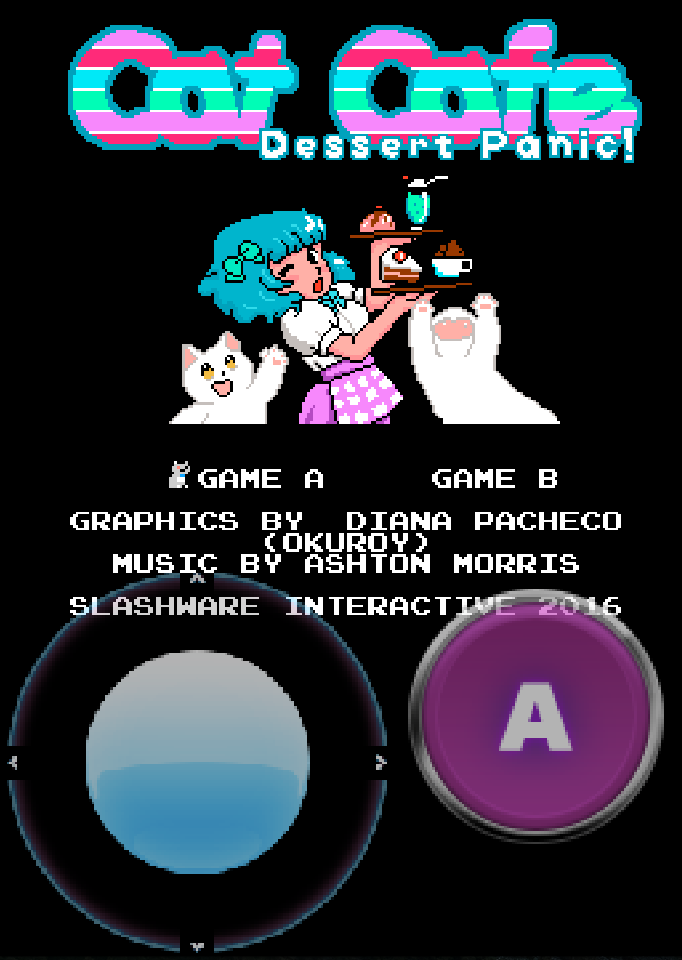 Cat Cafe
Dessert Panic!
GAME A GAME B
GRAPHICS BY DIANA PACHECO
(OKUROY)
MUSIC BY ASHTON MORRIS
SLASHWARE INTERACTIVE 2016
A